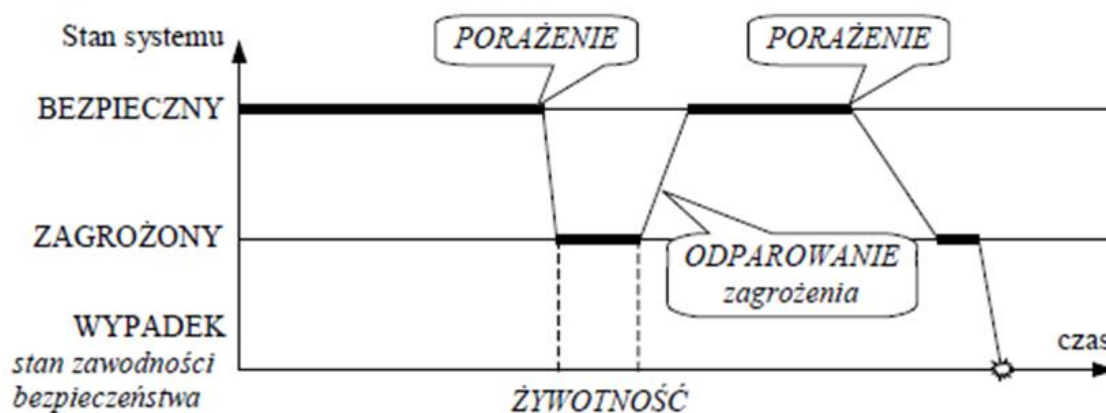 Stan systemu
PORAŻENIE
PORAŻENIE
BEZPIECZNY
ZAGROŻONY
ODPAROWANIE
zagrożenia
WYPADEK
stan zawodności
bezpieczeństwa
czas
ŻYWOTNOŚĆ